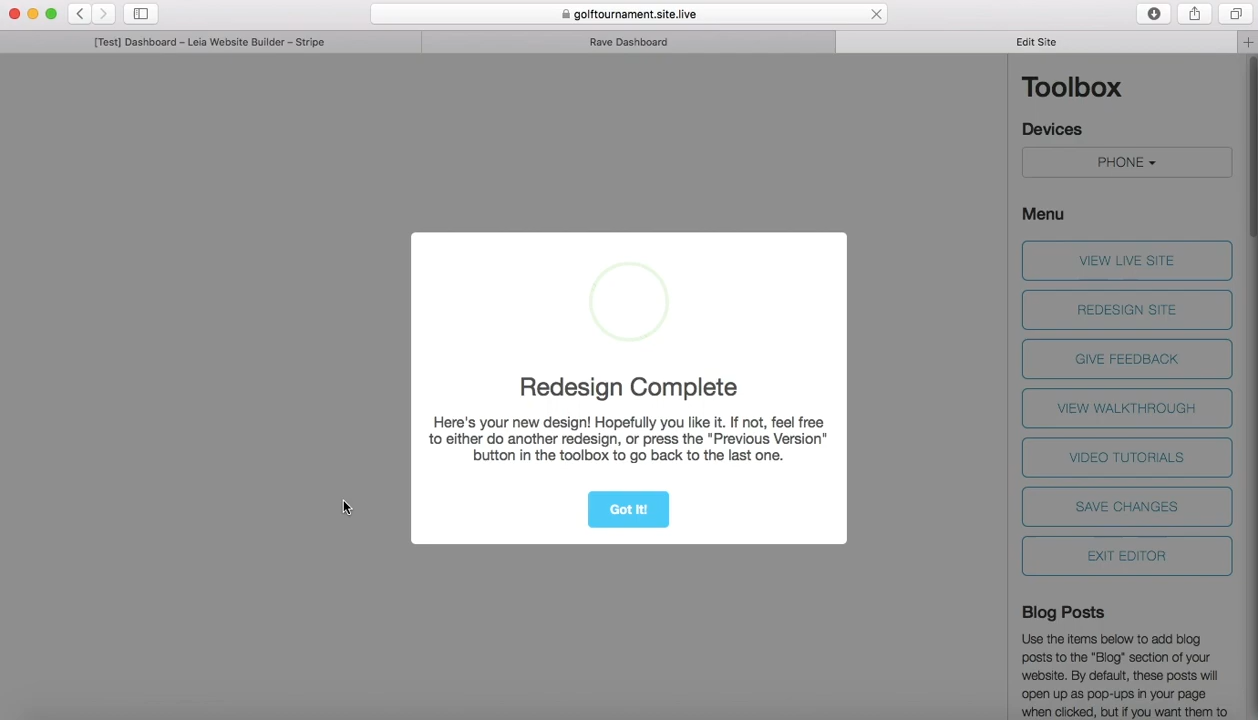 golftournament.site.live
[Test] Dashboard – Leia Website Builder – Stripe
Rave Dashboard
Edit Site
Toolbox
Devices
PHONE
Menu
VIEW LIVE SITE
REDESIGN SITE
GIVE FEEDBACK
VIEW WALKTHROUGH
VIDEO TUTORIALS
SAVE CHANGES
EXIT EDITOR
Blog Posts
Use the items below to add blog
posts to the "Blog" section of your
website. By default, these posts will
open up as pop-ups in your page
when clicked, but if you want them to
Redesign Complete
Here's your new design! Hopefully you like it. If not, feel free
to either do another redesign, or press the "Previous Version"
button in the toolbox to go back to the last one.
Got it!